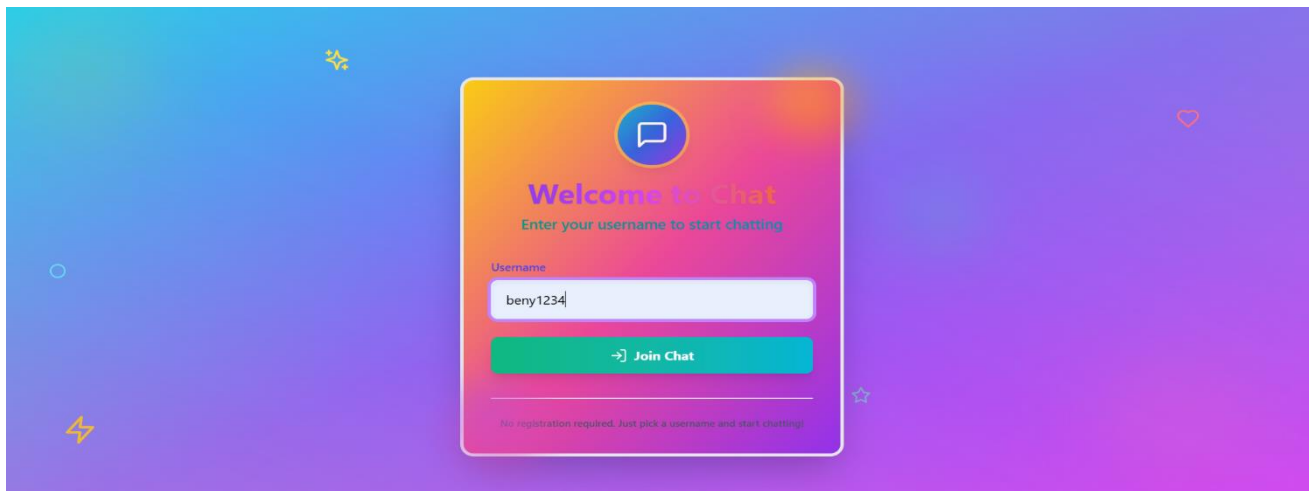 Welcome to Chat
Enter your username to start chatting
Username
beny1234
Join Chat
No registration required. Just pick a username and start chatting!